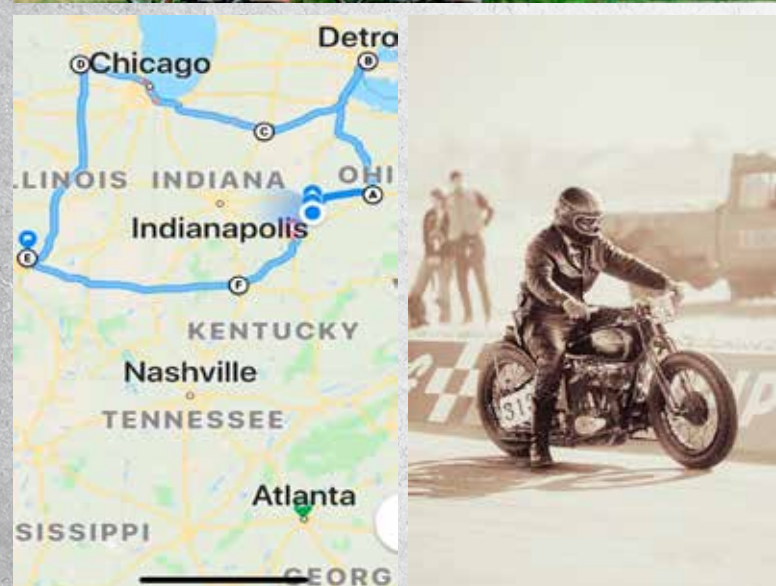 Detro
D
Chicago
B
C
LLINOIS
INDIANA
OHI
A
Indianapolis
E
F
KENTUCKY
Nashville
TENNESSEE
Atlanta
SISSIPPI
GEORG